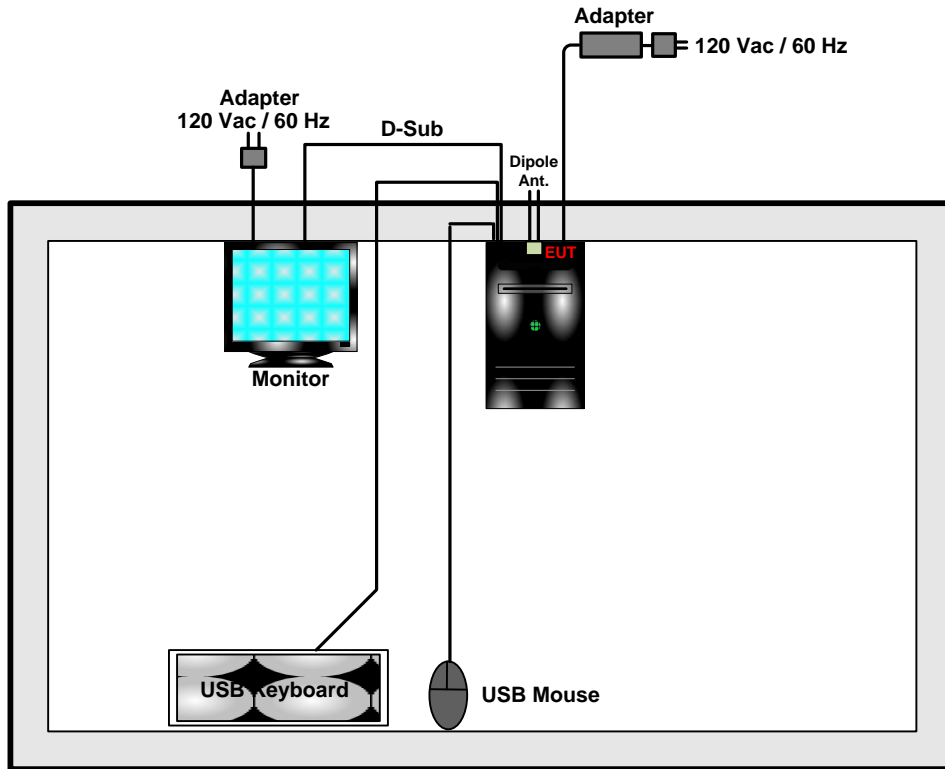 Adapter
120 Vac / 60 Hz
Adapter
120 Vac / 60 Hz
D-Sub
Dipole
Ant.
EUT
Monitor
USB Keyboard
USB Mouse